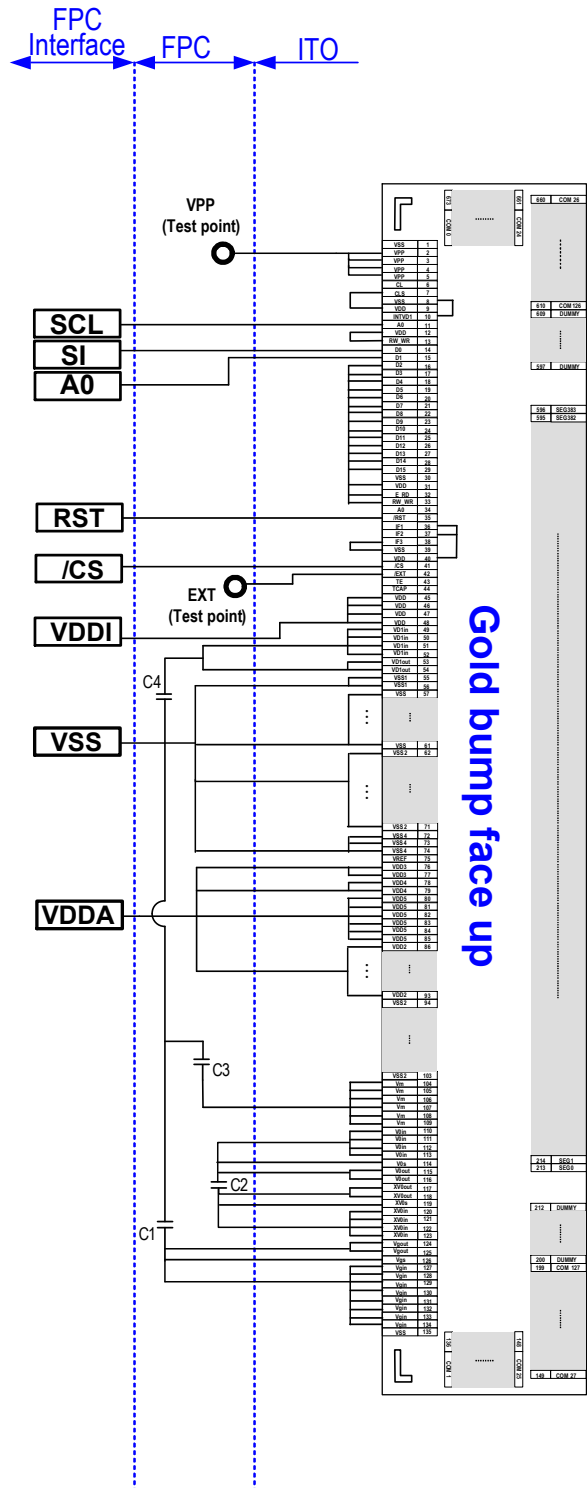 FPC
Interface
FPC
ITO
VPP
(Test point)
SCL
SI
A0
RST
/CS
EXT
(Test point)
VDDI
C4
VSS
VDDA
C3
C2
C1
Gold bump face up
673 COM 0
........
661 COM 24
VSS 1
VPP 2
VPP 3
VPP 4
VPP 5
CL 6
CLS 7
VSS 8
VDD 9
INTVD1 10
A0 11
VDD 12
RW_WR 13
D0 14
D1 15
D2 16
D3 17
D4 18
D5 19
D6 20
D7 21
D8 22
D9 23
D10 24
D11 25
D12 26
D13 27
D14 28
D15 29
VSS 30
VDD 31
E_RD 32
RW_WR 33
A0 34
/RST 35
IF1 36
IF2 37
IF3 38
VSS 39
VDD 40
/CS 41
/EXT 42
TE 43
TCAP 44
VDD 45
VDD 46
VDD 47
VDD 48
VD1in 49
VD1in 50
VD1in 51
VD1in 52
VD1out 53
VD1out 54
VSS1 55
VSS1 56
VSS 57
VSS 61
VSS2 62
VSS2 71
VSS4 72
VSS4 73
VSS4 74
VREF 75
VDD3 76
VDD3 77
VDD4 78
VDD4 79
VDD5 80
VDD5 81
VDD5 82
VDD5 83
VDD5 84
VDD5 85
VDD2 86
VDD2 93
VSS2 94
VSS2 103
Vm 104
Vm 105
Vm 106
Vm 107
Vm 108
Vm 109
V0in 110
V0in 111
V0in 112
V0in 113
V0s 114
V0out 115
V0out 116
XV0out 117
XV0out 118
XV0s 119
XV0in 120
XV0in 121
XV0in 122
XV0in 123
Vgout 124
Vgout 125
Vgs 126
Vgin 127
Vgin 128
Vgin 129
Vgin 130
Vgin 131
Vgin 132
Vgin 133
Vgin 134
VSS 135
136 COM 1
........
148 COM 25
660 COM 26
610 COM126
609 DUMMY
597 DUMMY
596 SEG383
595 SEG382
214 SEG1
213 SEG0
212 DUMMY
200 DUMMY
199 COM 127
149 COM 27